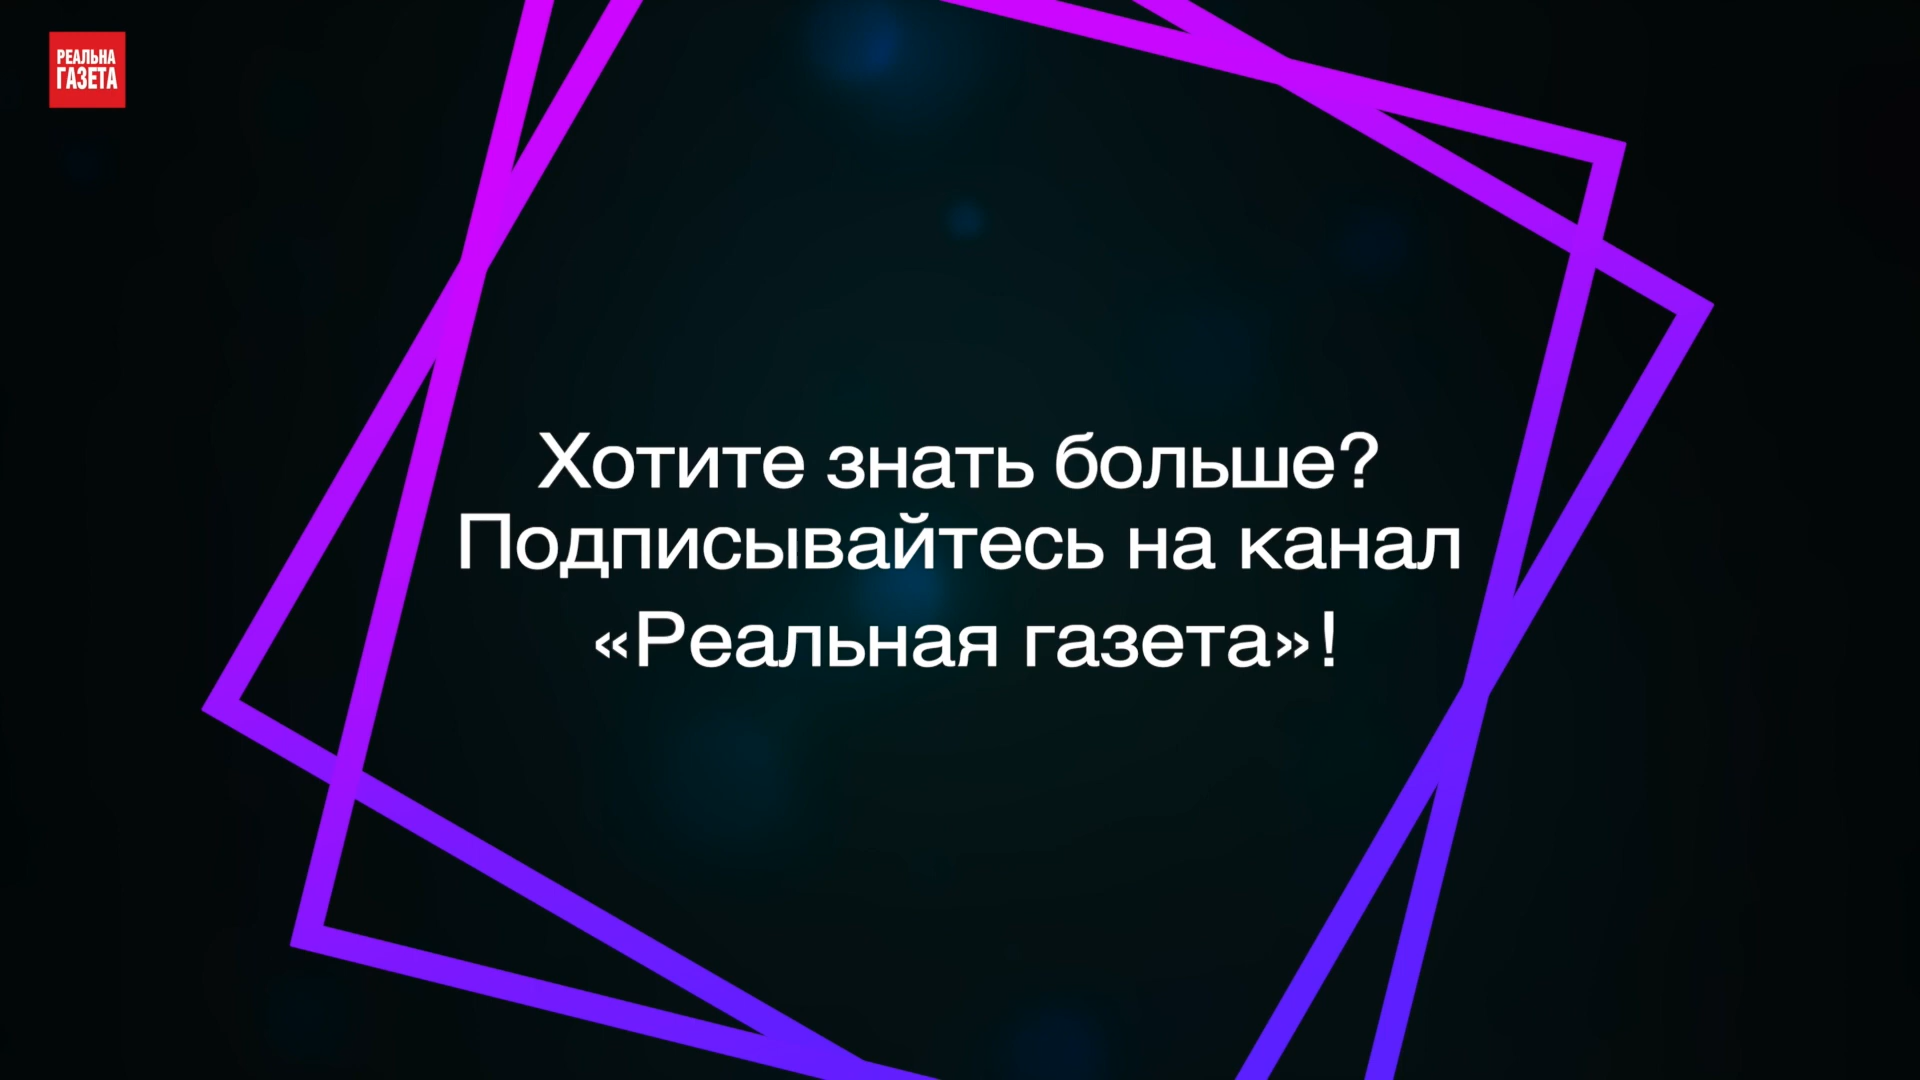 РЕАЛЬНА
ГАЗЕТА
Хотите знать больше?
Подписывайтесь на канал
«Реальная газета»!